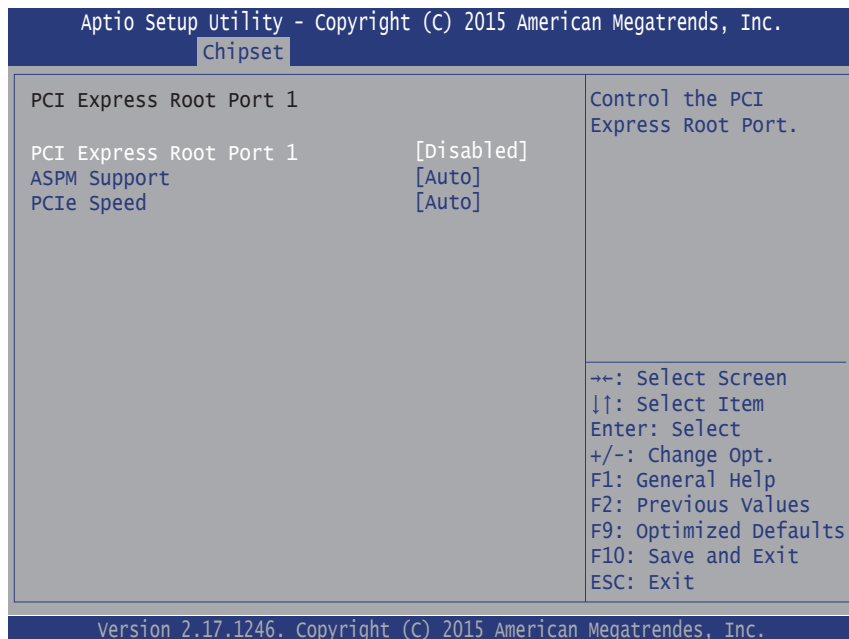 Aptio Setup Utility - Copyright (C) 2015 American Megatrends, Inc.
Chipset
PCI Express Root Port 1
PCI Express Root Port 1 [Disabled]
ASPM Support [Auto]
PCIe Speed [Auto]
Control the PCI
Express Root Port.
→←: Select Screen
↓↑: Select Item
Enter: Select
+/-: Change Opt.
F1: General Help
F2: Previous Values
F9: Optimized Defaults
F10: Save and Exit
ESC: Exit
Version 2.17.1246. Copyright (C) 2015 American Megatrendes, Inc.